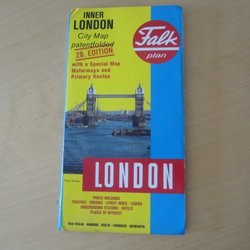 INNER
LONDON
City Map
patentfolded
28. EDITION
with a Special Map
Motorways and
Primary Routes
Falk
plan
LONDON
PUBLIC BUILDINGS
THEATRES · CINEMAS · STREET INDEX · LEGEND
UNDERGROUND STATIONS · HOTELS
PLACES OF INTEREST